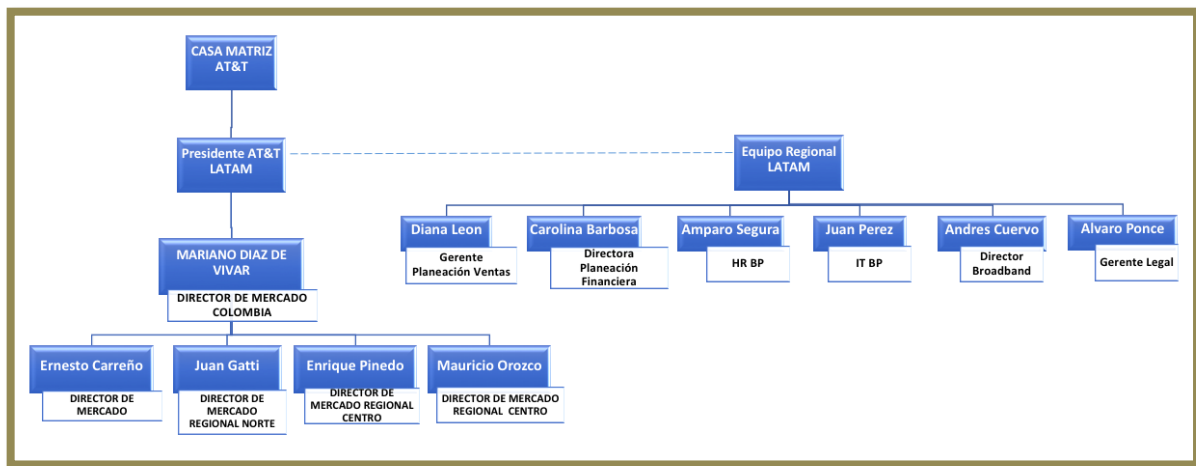 CASA MATRIZ
AT&T
Presidente AT&T
LATAM
Equipo Regional
LATAM
Diana Leon
Gerente
Planeación Ventas
Carolina Barbosa
Directora
Planeación
Financiera
Amparo Segura
HR BP
Juan Perez
IT BP
Andres Cuervo
Director
Broadband
Alvaro Ponce
Gerente Legal
MARIANO DIAZ DE
VIVAR
DIRECTOR DE MERCADO
COLOMBIA
Ernesto Carreño
DIRECTOR DE
MERCADO
Juan Gatti
DIRECTOR DE
MERCADO
REGIONAL NORTE
Enrique Pinedo
DIRECTOR DE
MERCADO REGIONAL
CENTRO
Mauricio Orozco
DIRECTOR DE MERCADO
REGIONAL CENTRO